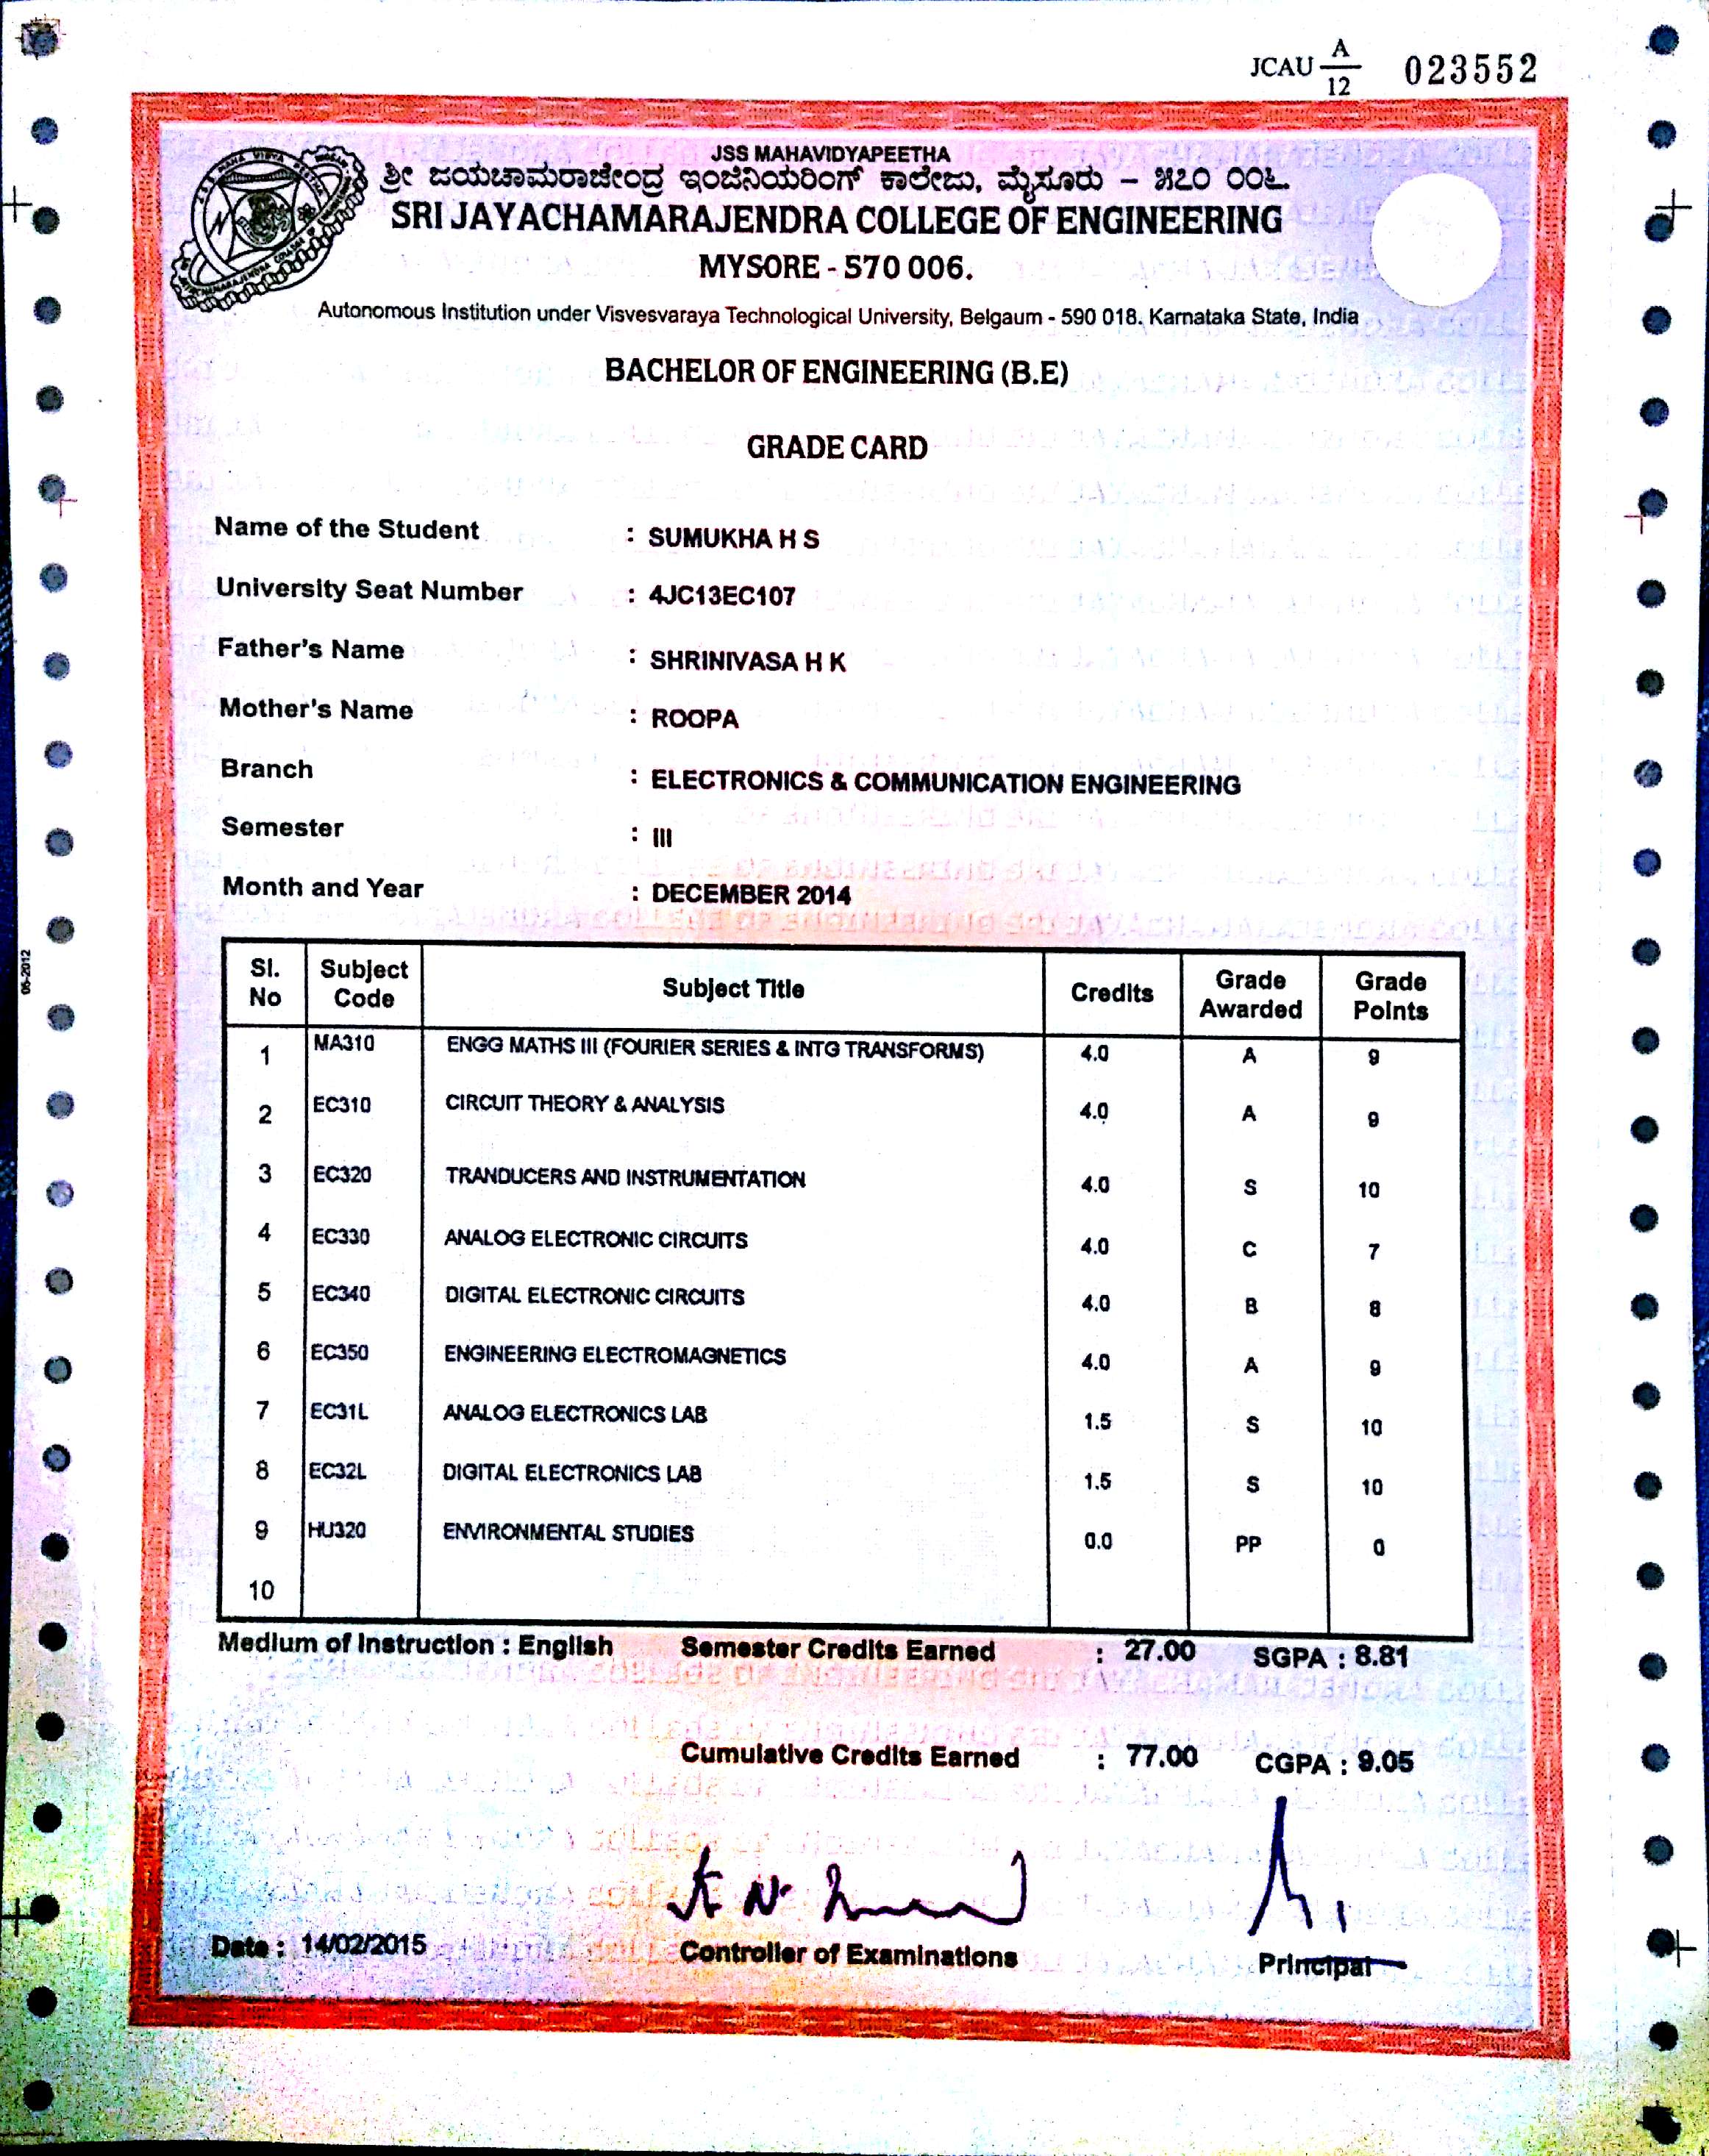 JCAU A/12 023552
JSS MAHAVIDYAPEETHA
ಶ್ರೀ ಜಯಚಾಮರಾಜೇಂದ್ರ ಇಂಜಿನಿಯರಿಂಗ್ ಕಾಲೇಜು, ಮೈಸೂರು – ೫೭೦ ೦೦೬.
SRI JAYACHAMARAJENDRA COLLEGE OF ENGINEERING
MYSORE - 570 006.
Autonomous Institution under Visvesvaraya Technological University, Belgaum - 590 018. Karnataka State, India
BACHELOR OF ENGINEERING (B.E)
GRADE CARD
Name of the Student : SUMUKHA H S
University Seat Number : 4JC13EC107
Father's Name : SHRINIVASA H K
Mother's Name : ROOPA
Branch : ELECTRONICS & COMMUNICATION ENGINEERING
Semester : III
Month and Year : DECEMBER 2014
05-2012
Sl. No Subject Code Subject Title Credits Grade Awarded Grade Points
1 MA310 ENGG MATHS III (FOURIER SERIES & INTG TRANSFORMS) 4.0 A 9
2 EC310 CIRCUIT THEORY & ANALYSIS 4.0 A 9
3 EC320 TRANDUCERS AND INSTRUMENTATION 4.0 S 10
4 EC330 ANALOG ELECTRONIC CIRCUITS 4.0 C 7
5 EC340 DIGITAL ELECTRONIC CIRCUITS 4.0 B 8
6 EC350 ENGINEERING ELECTROMAGNETICS 4.0 A 9
7 EC31L ANALOG ELECTRONICS LAB 1.5 S 10
8 EC32L DIGITAL ELECTRONICS LAB 1.5 S 10
9 HU320 ENVIRONMENTAL STUDIES 0.0 PP 0
10
Medium of Instruction : English Semester Credits Earned : 27.00 SGPA : 8.81
Cumulative Credits Earned : 77.00 CGPA : 9.05
Date : 14/02/2015 Controller of Examinations Principal